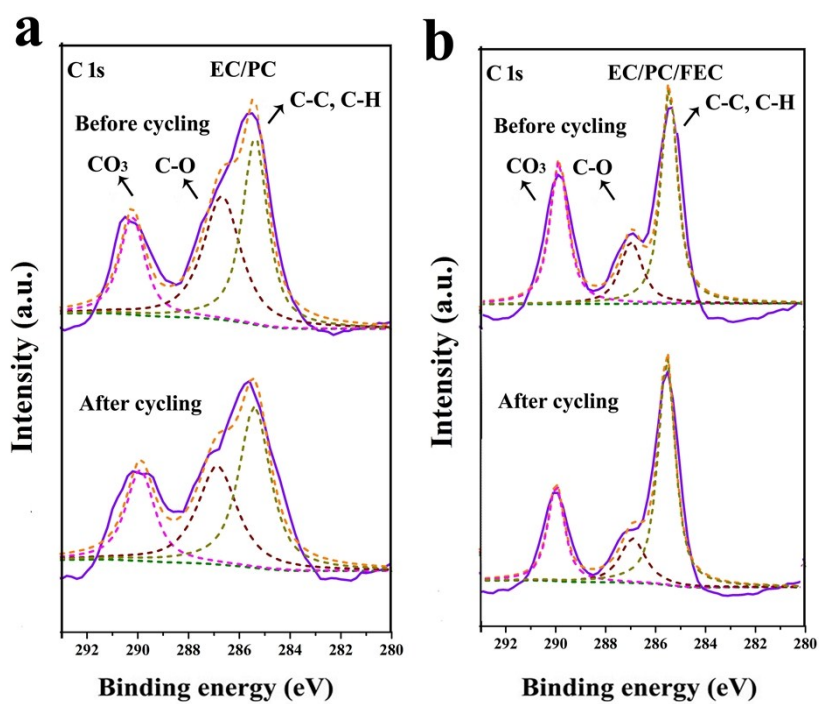 a
C 1s
EC/PC
C-C, C-H
Before cycling
CO₃
C-O
After cycling
Intensity (a.u.)
292 290 288 286 284 282 280
Binding energy (eV)
b
C 1s
EC/PC/FEC
C-C, C-H
Before cycling
CO₃
C-O
After cycling
Intensity (a.u.)
292 290 288 286 284 282 280
Binding energy (eV)